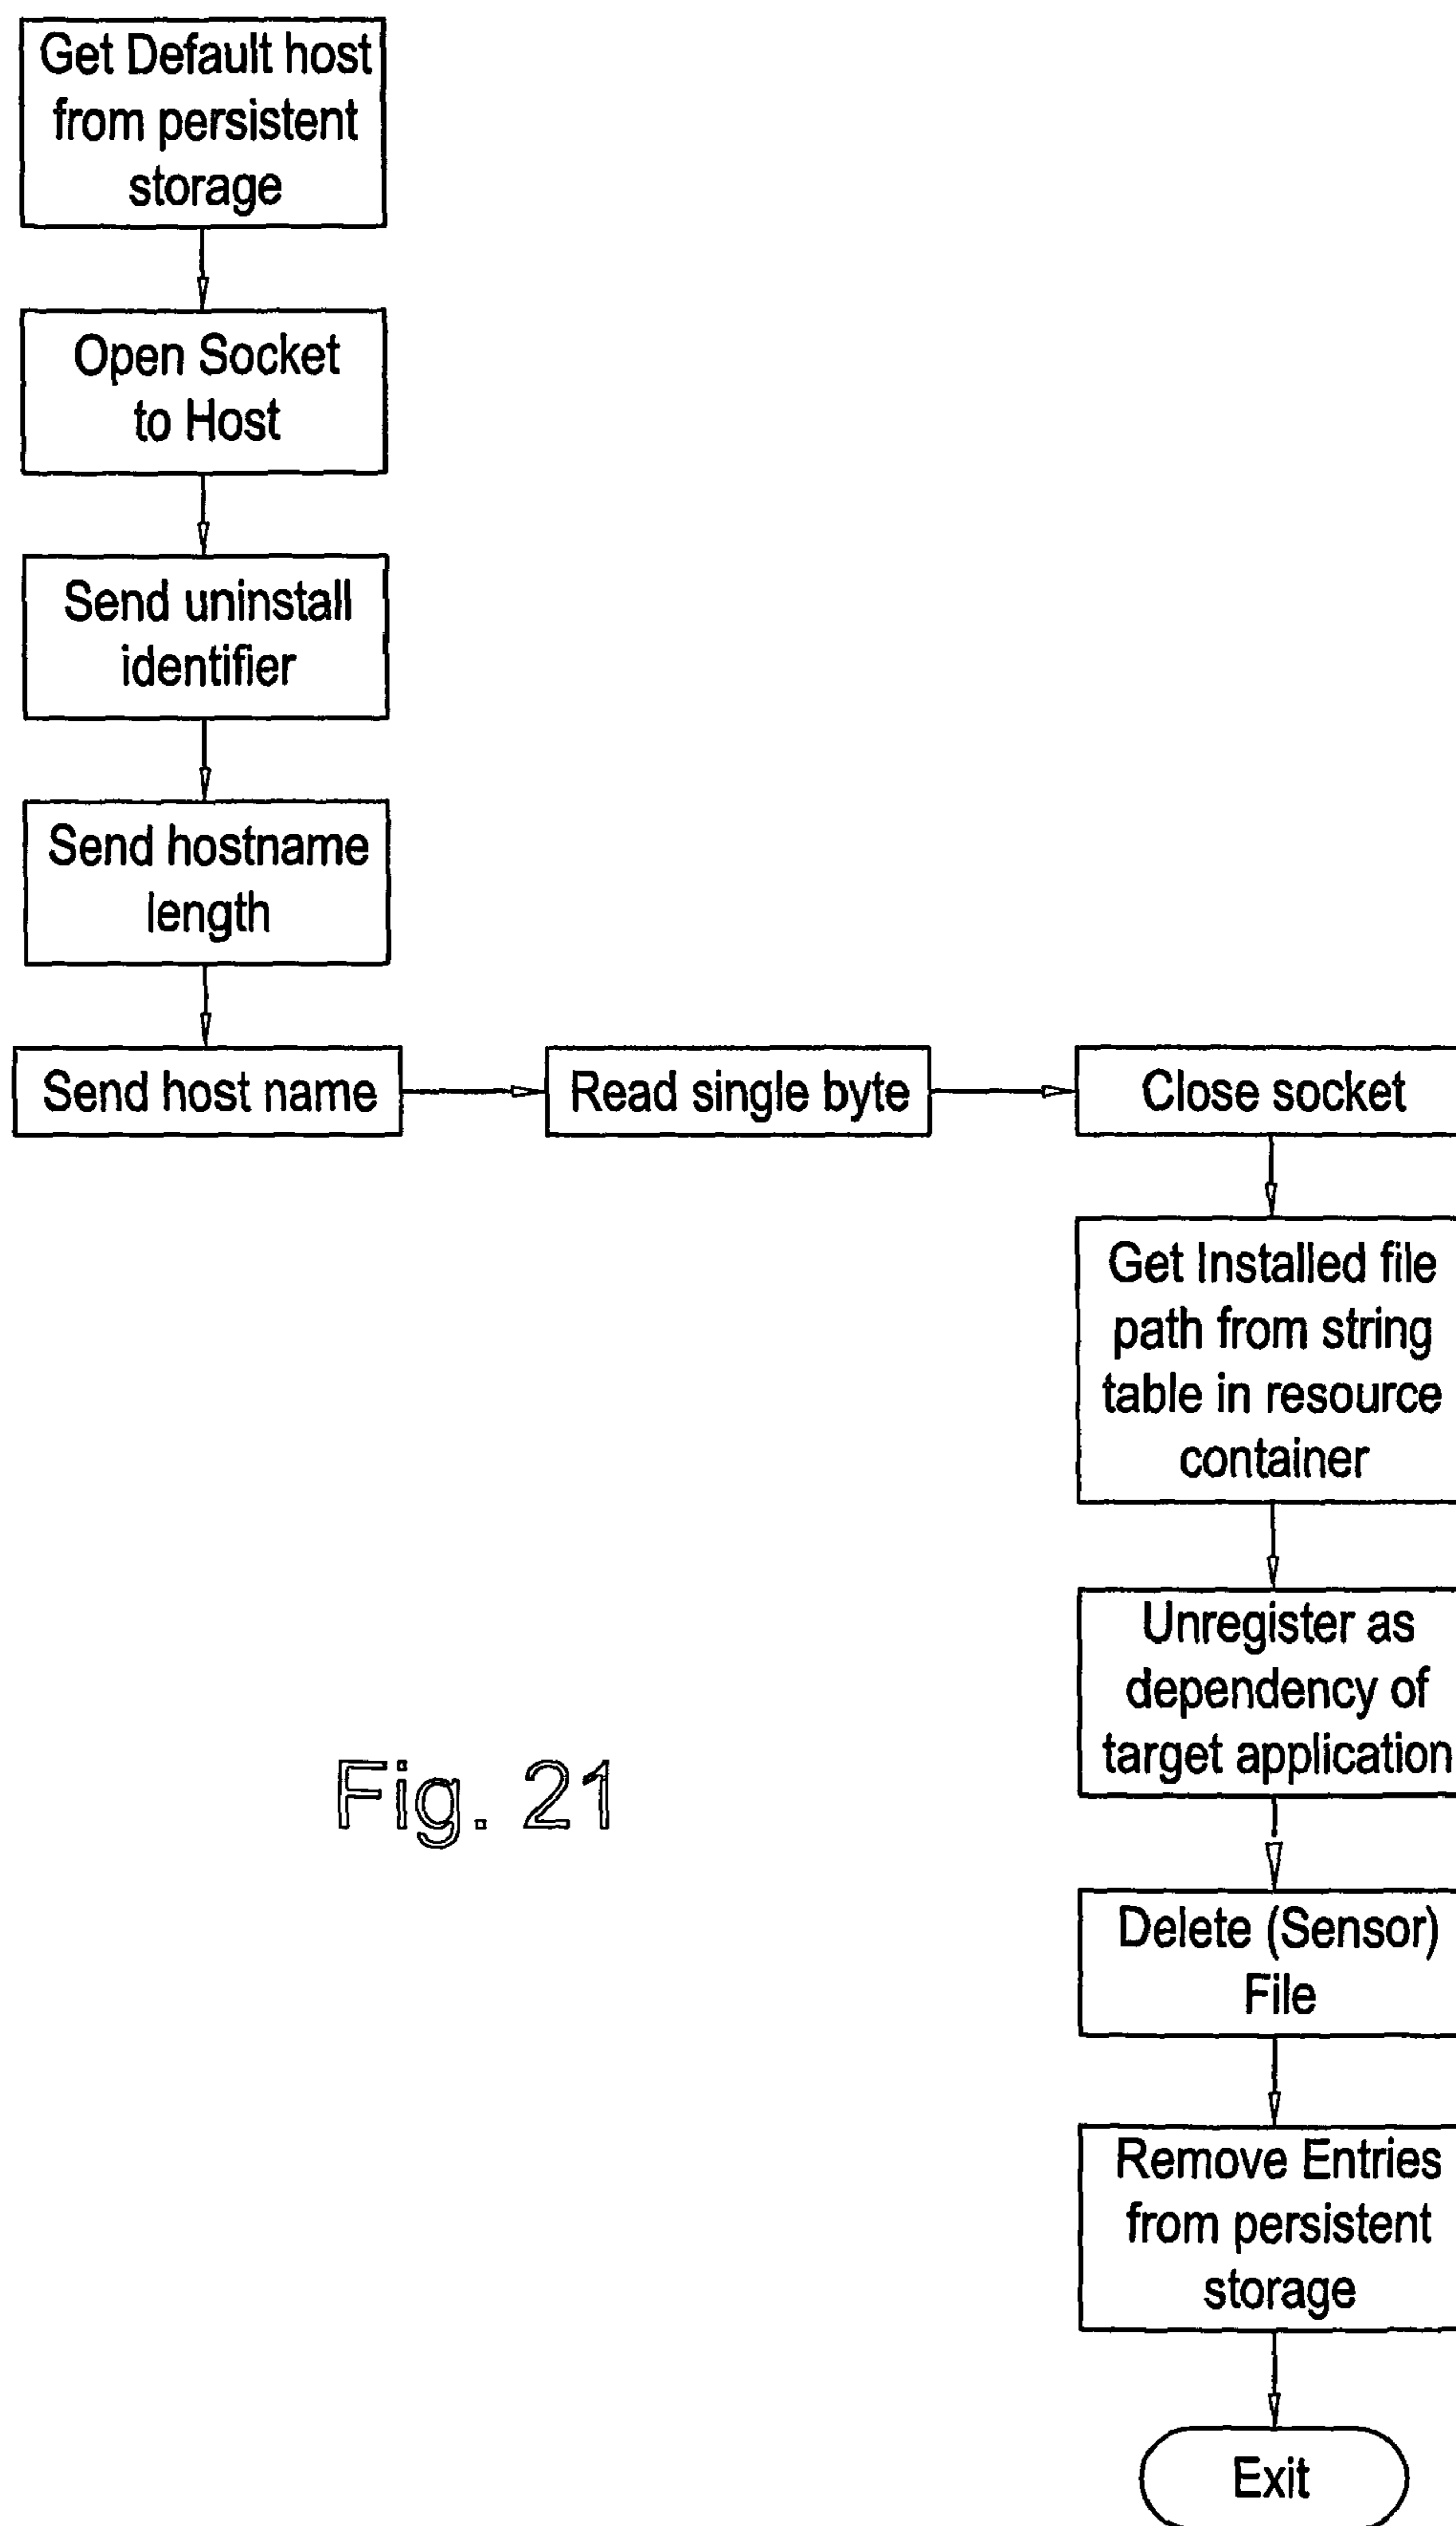 Get Default host
from persistent
storage
Open Socket
to Host
Send uninstall
identifier
Send hostname
length
Send host name
Read single byte
Close socket
Get Installed file
path from string
table in resource
container
Unregister as
dependency of
target application
Delete (Sensor)
File
Remove Entries
from persistent
storage
Exit
Fig. 21